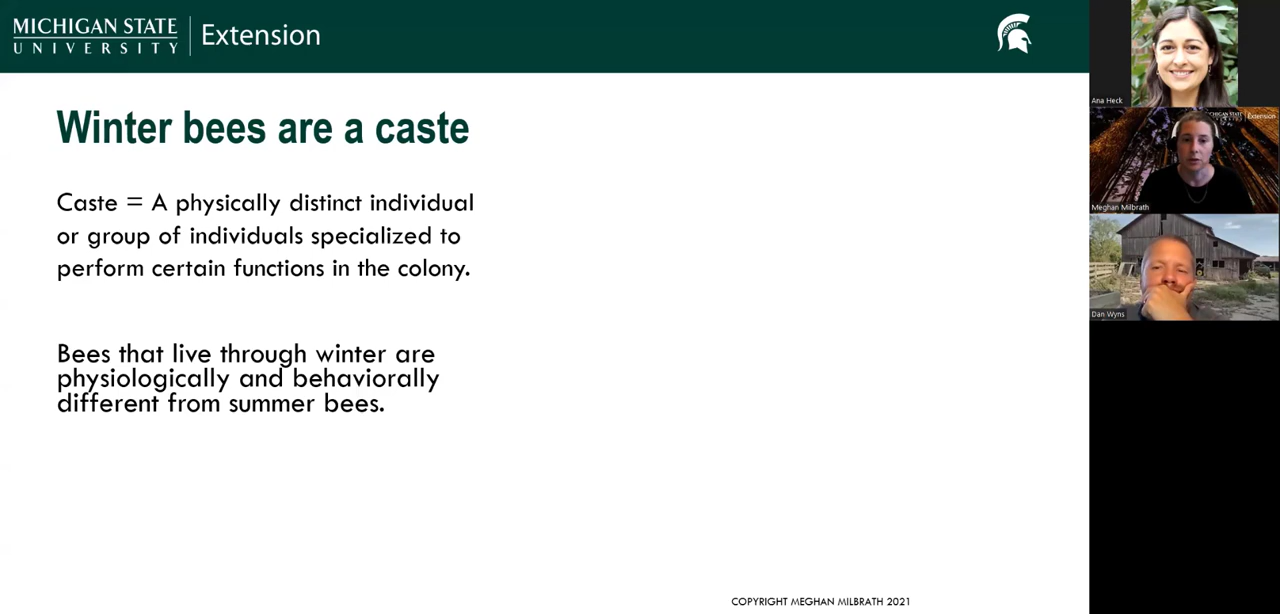 MICHIGAN STATE
UNIVERSITY
Extension
Winter bees are a caste
Caste = A physically distinct individual
or group of individuals specialized to
perform certain functions in the colony.
Bees that live through winter are
physiologically and behaviorally
different from summer bees.
COPYRIGHT MEGHAN MILBRATH 2021
Ana Heck
Extension
Meghan Milbrath
Dan Wyns